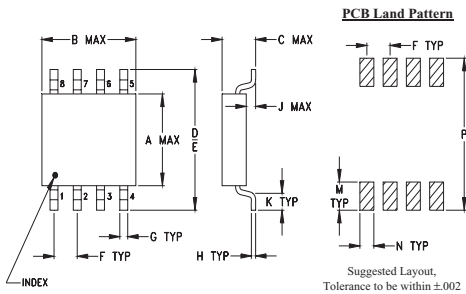 PCB Land Pattern
B MAX
C MAX
F TYP
8 7 6 5
J MAX
A MAX
D
E
P
K TYP
M
TYP
1 2 3 4
G TYP
H TYP
N TYP
F TYP
INDEX
Suggested Layout,
Tolerance to be within ±.002